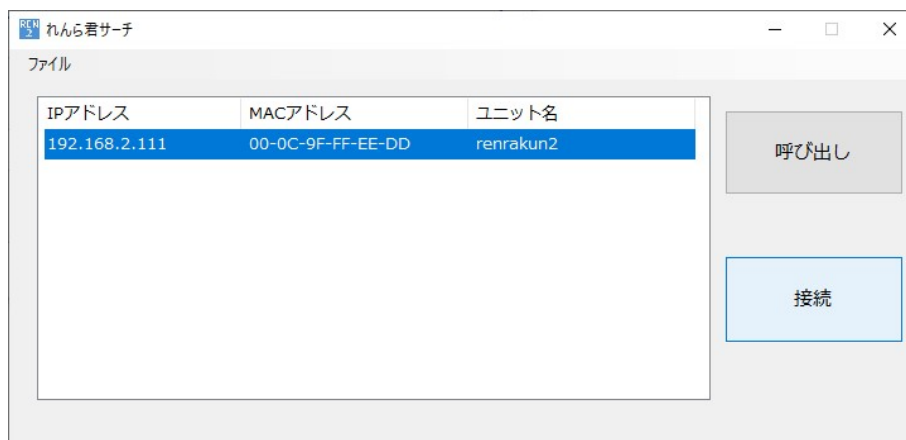 REN 2 れんら君サーチ
ファイル
IPアドレス MACアドレス ユニット名
192.168.2.111 00-0C-9F-FF-EE-DD renrakun2
呼び出し
接続